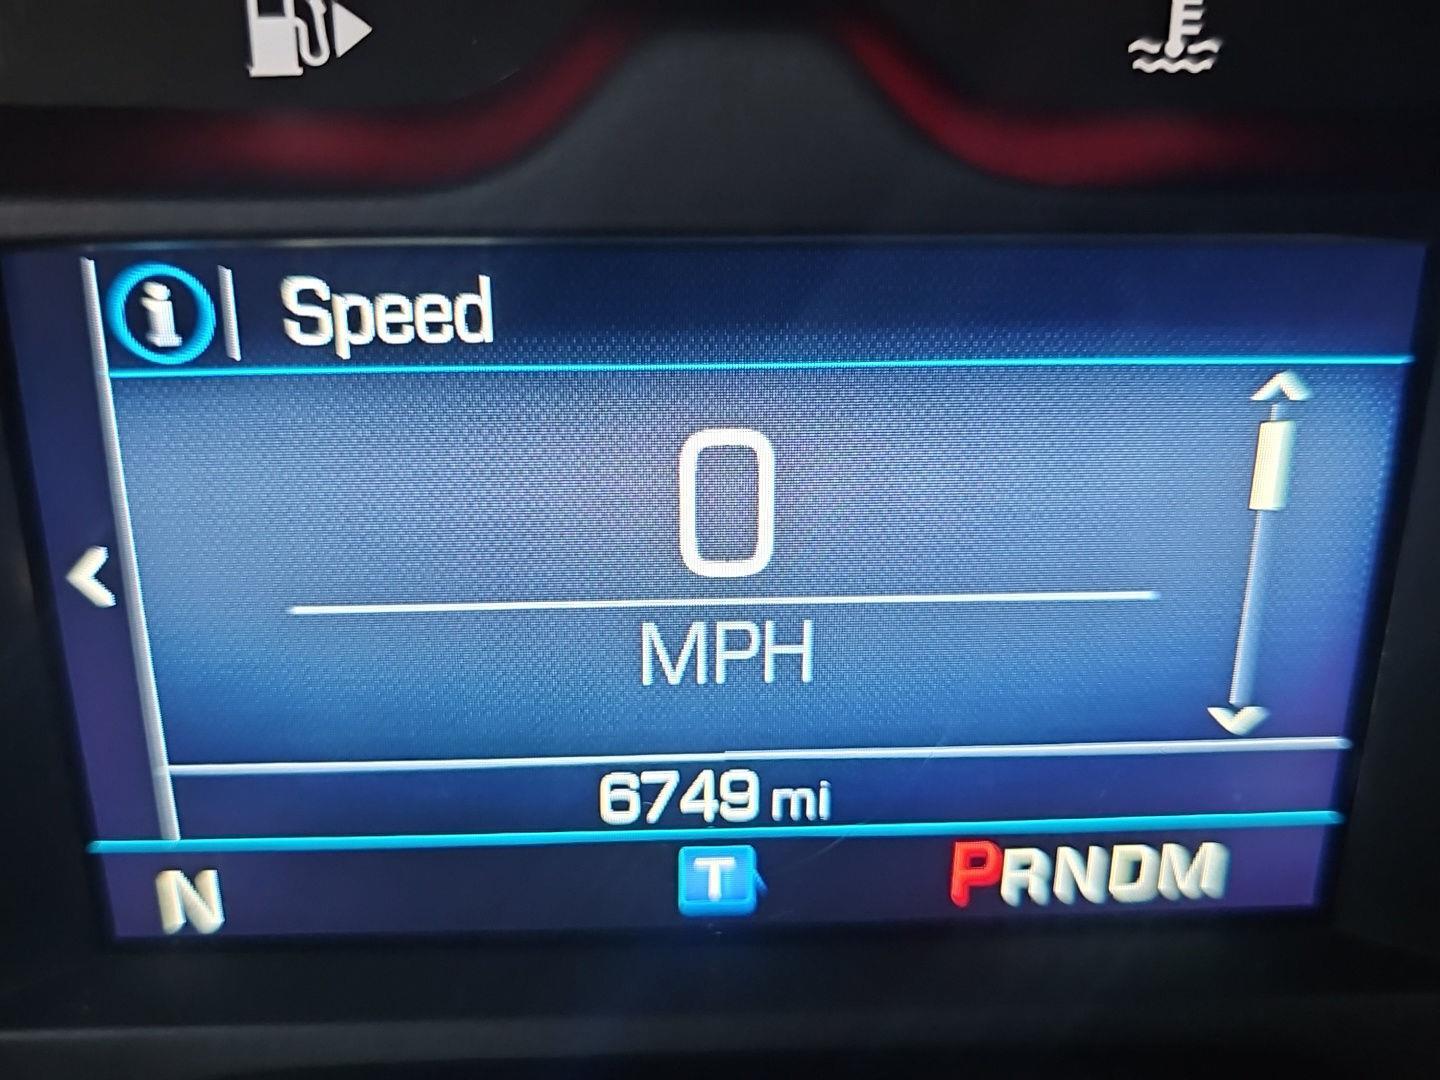 Speed
0
MPH
6749 mi
N T PRNDM